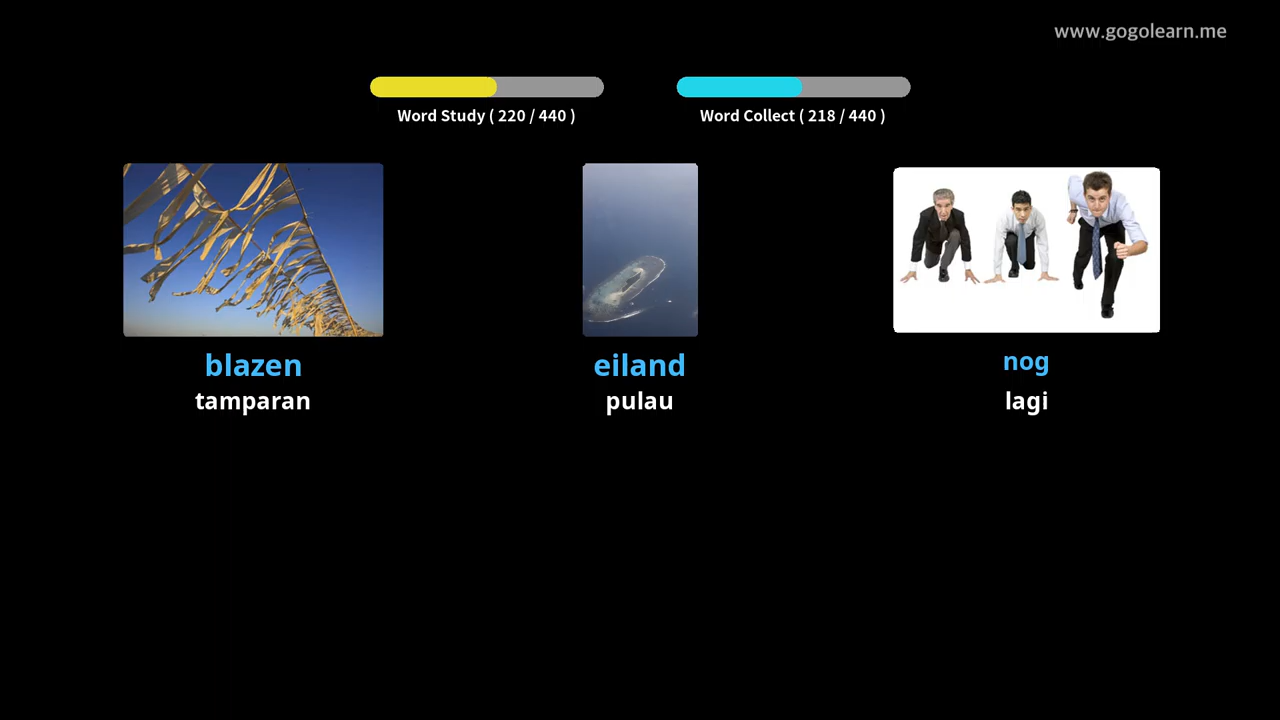 www.gogolearn.me
Word Study ( 220 / 440 )
Word Collect ( 218 / 440 )
blazen
tamparan
eiland
pulau
nog
lagi